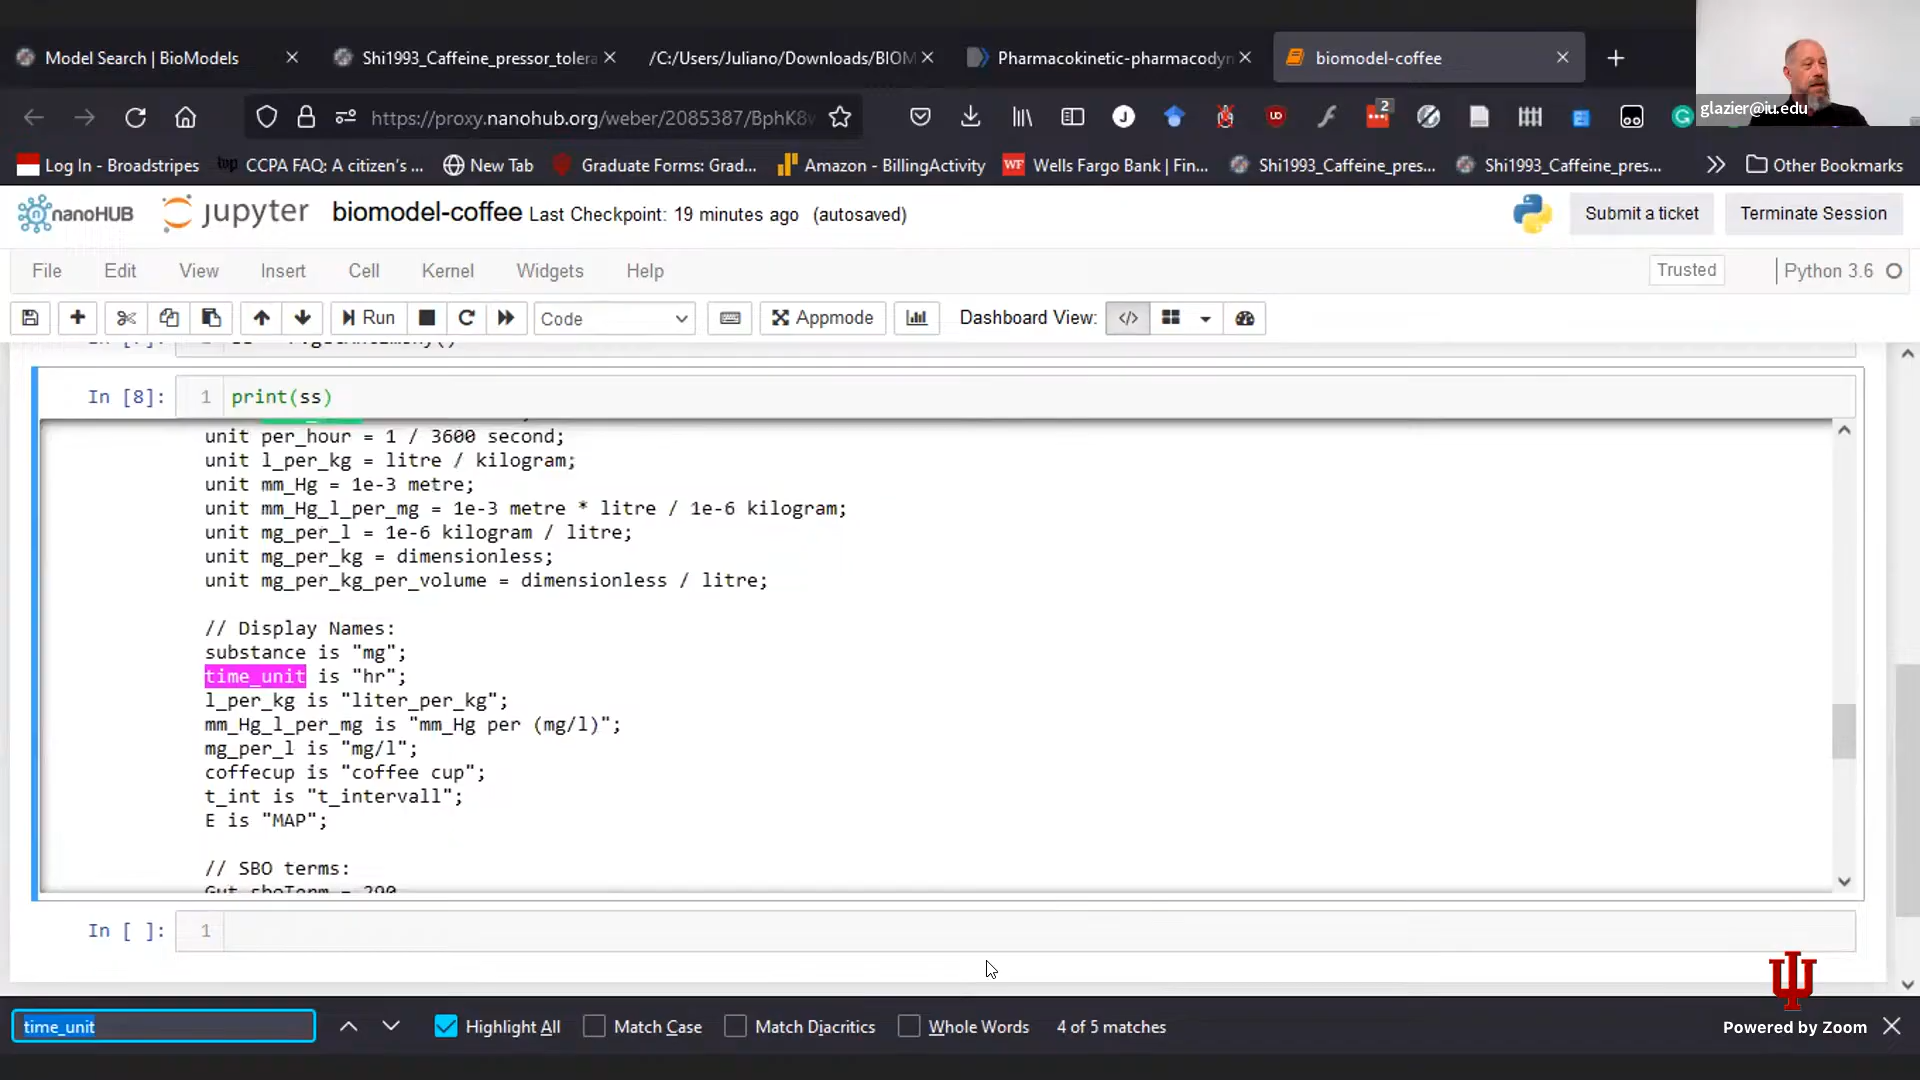 Model Search | BioModels
Shi1993_Caffeine_pressor_tolera
/C:/Users/Juliano/Downloads/BIOM
Pharmacokinetic-pharmacodyn
biomodel-coffee
glazier@iu.edu
https://proxy.nanohub.org/weber/2085387/BphK8v
2
Log In - Broadstripes
CCPA FAQ: A citizen's ...
New Tab
Graduate Forms: Grad...
Amazon - BillingActivity
WF
Wells Fargo Bank | Fin...
Shi1993_Caffeine_pres...
Shi1993_Caffeine_pres...
Other Bookmarks
nanoHUB
jupyter
biomodel-coffee Last Checkpoint: 19 minutes ago (autosaved)
Submit a ticket
Terminate Session
File Edit View Insert Cell Kernel Widgets Help
Trusted
Python 3.6
Run
Code
Appmode
Dashboard View:
In [8]: 1 print(ss)
unit per_hour = 1 / 3600 second;
unit l_per_kg = litre / kilogram;
unit mm_Hg = 1e-3 metre;
unit mm_Hg_l_per_mg = 1e-3 metre * litre / 1e-6 kilogram;
unit mg_per_l = 1e-6 kilogram / litre;
unit mg_per_kg = dimensionless;
unit mg_per_kg_per_volume = dimensionless / litre;
// Display Names:
substance is "mg";
time_unit is "hr";
l_per_kg is "liter_per_kg";
mm_Hg_l_per_mg is "mm_Hg per (mg/l)";
mg_per_l is "mg/l";
coffecup is "coffee cup";
t_int is "t_intervall";
E is "MAP";
// SBO terms:
Gut.sboTerm = 290
In [ ]: 1
time_unit
Highlight All
Match Case
Match Diacritics
Whole Words
4 of 5 matches
Powered by Zoom